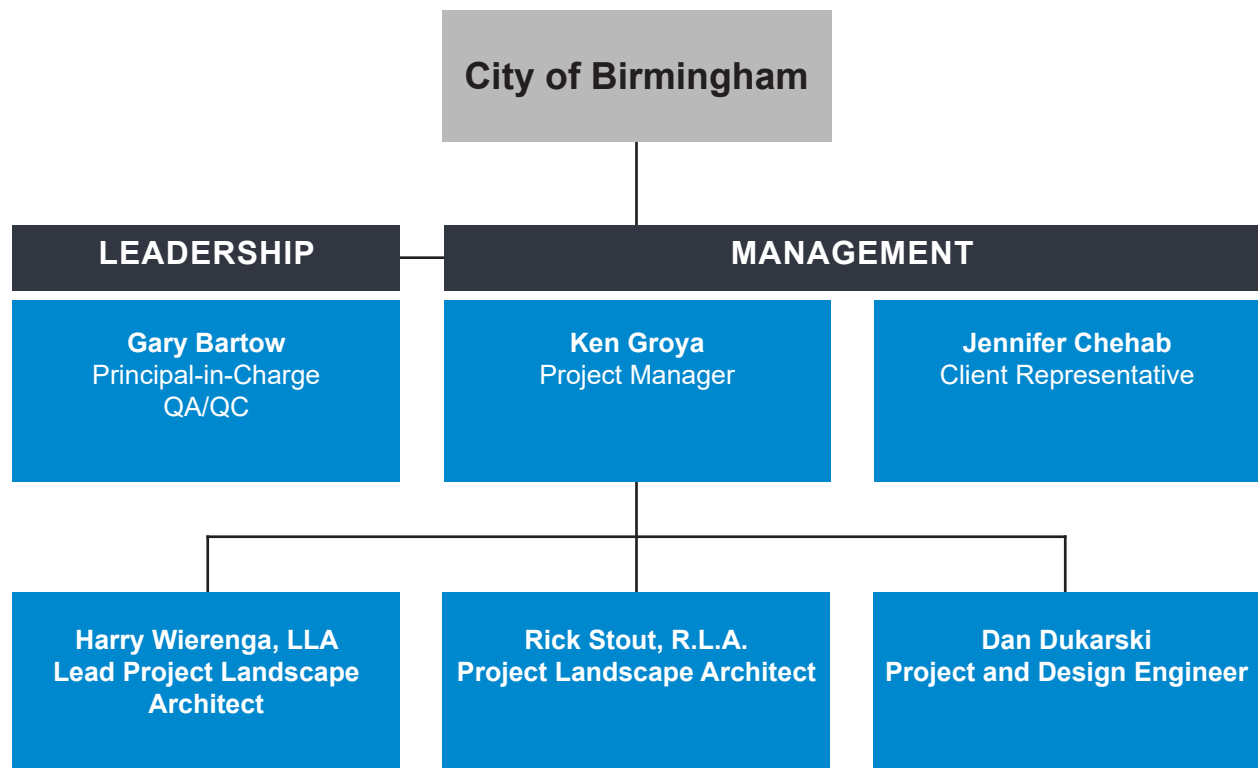 City of Birmingham
LEADERSHIP
MANAGEMENT
Gary Bartow
Principal-in-Charge
QA/QC
Ken Groya
Project Manager
Jennifer Chehab
Client Representative
Harry Wierenga, LLA
Lead Project Landscape
Architect
Rick Stout, R.L.A.
Project Landscape Architect
Dan Dukarski
Project and Design Engineer